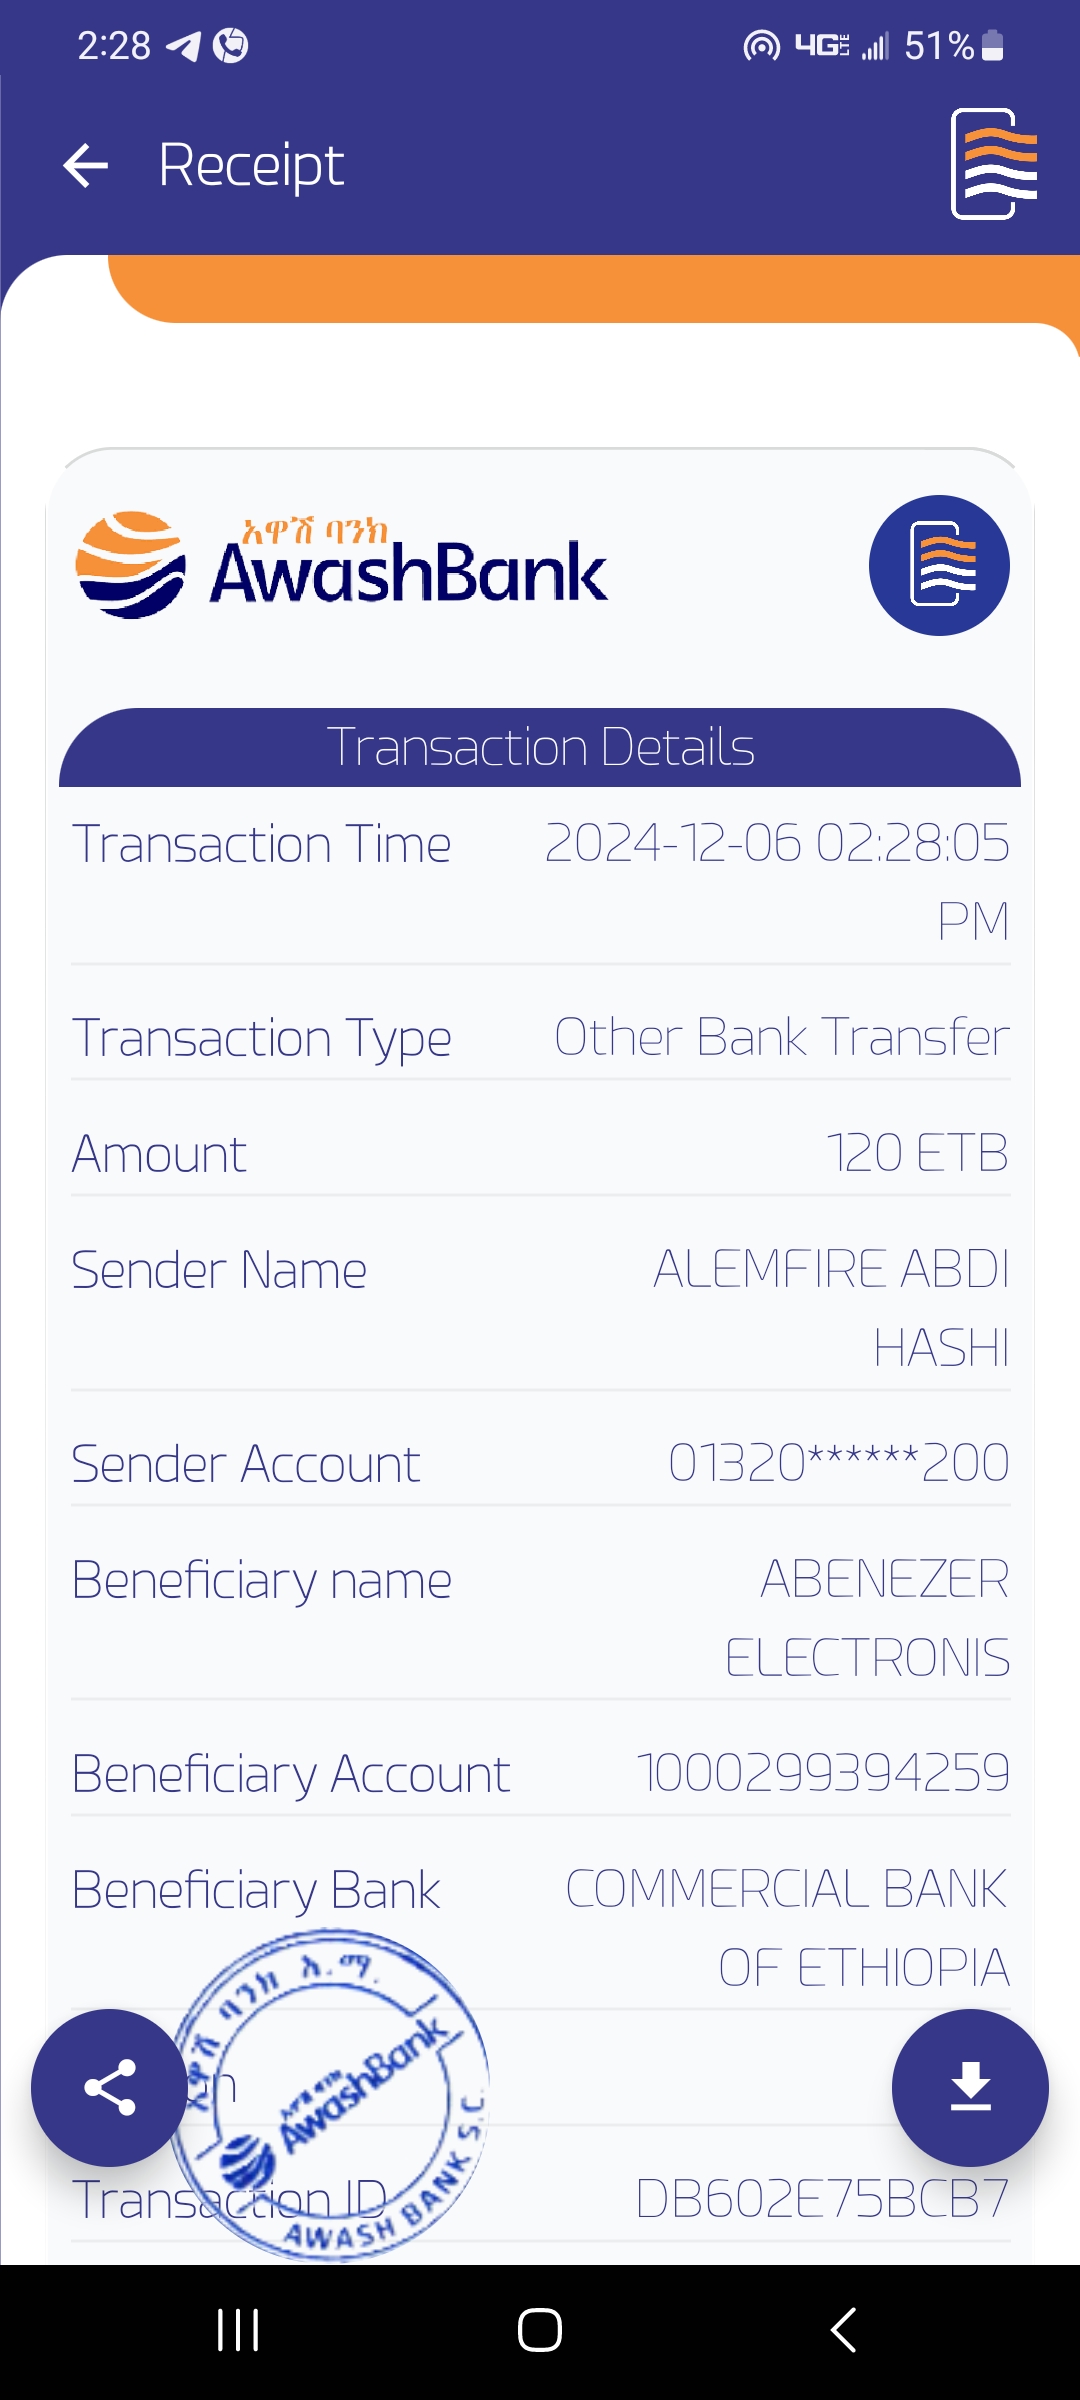 2:28 4G LTE 51%
Receipt
አዋሽ ባንክ
AwashBank
Transaction Details
Transaction Time 2024-12-06 02:28:05
PM
Transaction Type Other Bank Transfer
Amount 120 ETB
Sender Name ALEMFIRE ABDI
HASHI
Sender Account 01320******200
Beneficiary name ABENEZER
ELECTRONIS
Beneficiary Account 1000299394259
Beneficiary Bank COMMERCIAL BANK
OF ETHIOPIA
አዋሽ ባንክ አ.ማ.
አዋሽ ባንክ
AwashBank
AWASH BANK S.C.
Transaction ID DB602E75BCB7